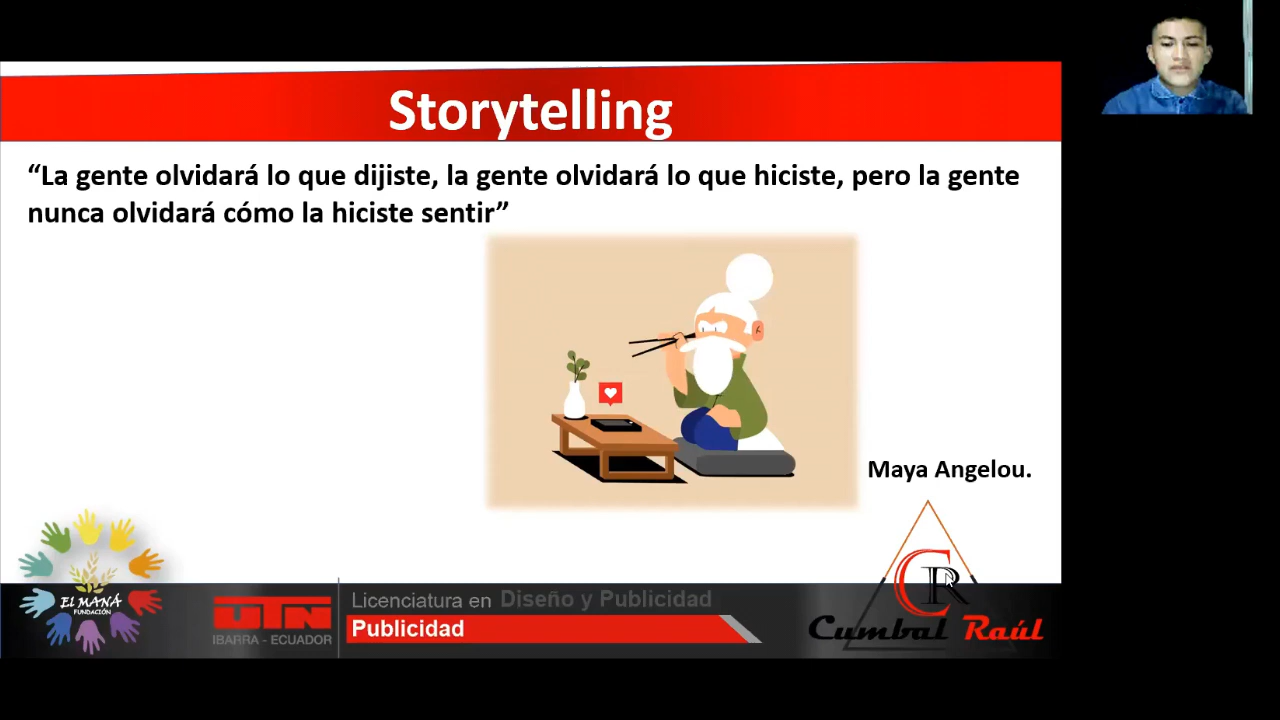 Storytelling
“La gente olvidará lo que dijiste, la gente olvidará lo que hiciste, pero la gente
nunca olvidará cómo la hiciste sentir”
Maya Angelou.
EL MANÁ
FUNDACIÓN
UTN
IBARRA - ECUADOR
Licenciatura en Diseño y Publicidad
Publicidad
CR
Cumbal Raúl